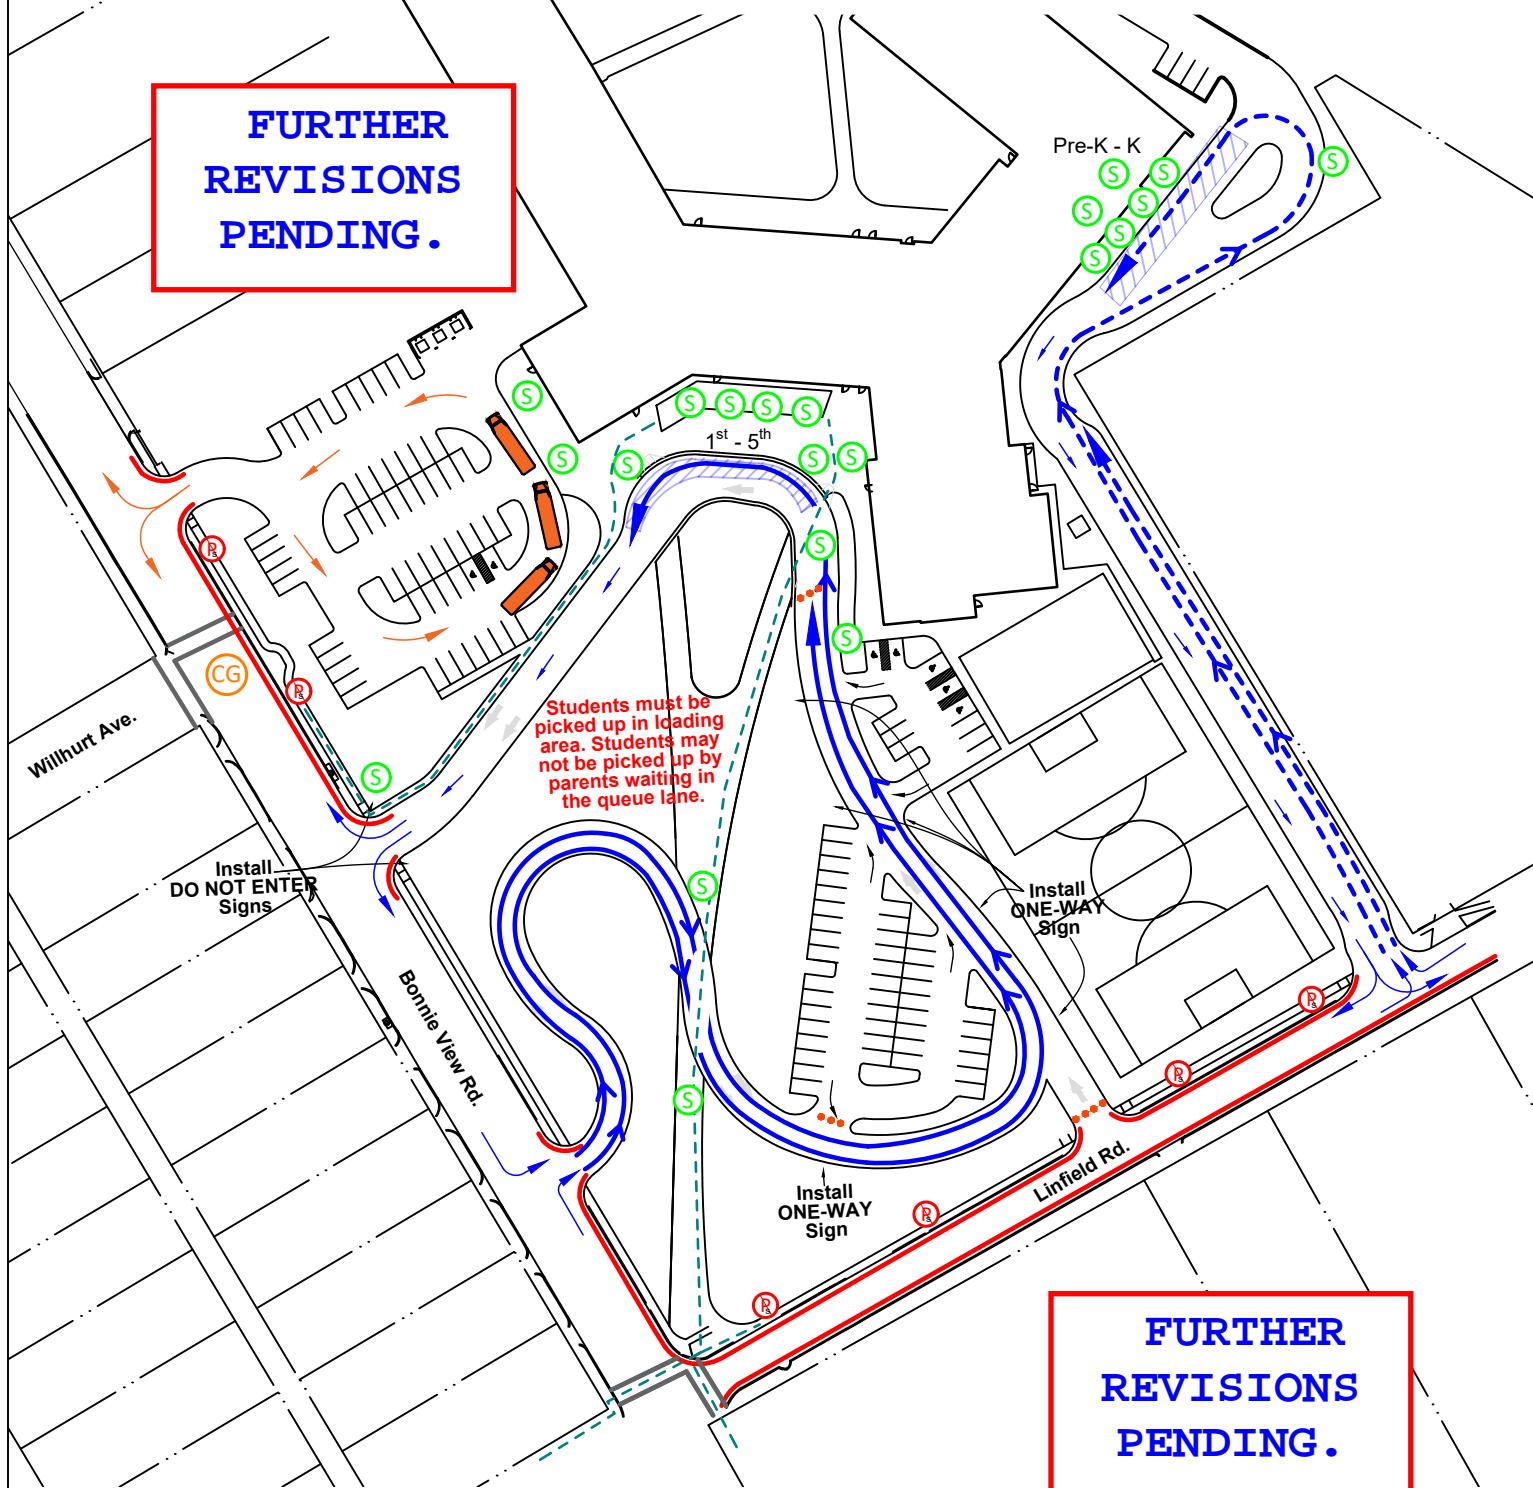 FURTHER
REVISIONS
PENDING.
Pre-K - K
S
S
S
S
S
S
S
S
S
S
S
S
S
1st - 5th
S
S
S
S
S
S
CG
Students must be
picked up in loading
area. Students may
not be picked up by
parents waiting in
the queue lane.
Willhurt Ave.
S
Install
DO NOT ENTER
Signs
S
Install
ONE-WAY
Sign
Bonnie View Rd.
S
Linfield Rd.
Install
ONE-WAY
Sign
FURTHER
REVISIONS
PENDING.